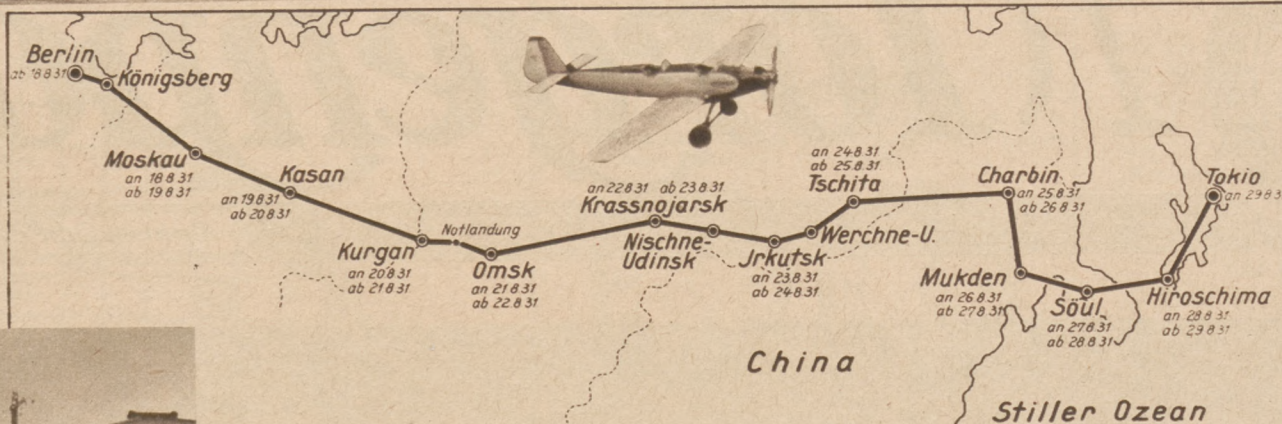 Berlin
ab 18 8 31
Königsberg
Moskau
an 18 8 31
ab 19 8 31
Kasan
an 19 8 31
ab 20 8 31
Kurgan
an 20 8 31
ab 21 8 31
Notlandung
Omsk
an 21 8 31
ab 22 8 31
an 22 8 31 ab 23 8 31
Krassnojarsk
Nischne-
Udinsk
Jrkutsk
an 23 8 31
ab 24 8 31
Werchne-U.
an 24 8 31
ab 25 8 31
Tschita
Charbin
an 25 8 31
ab 26 8 31
Mukden
an 26 8 31
ab 27 8 31
Söul
an 27 8 31
ab 28 8 31
Hiroschima
an 28 8 31
ab 29 8 31
Tokio
an 29 8 31
China
Stiller Ozean